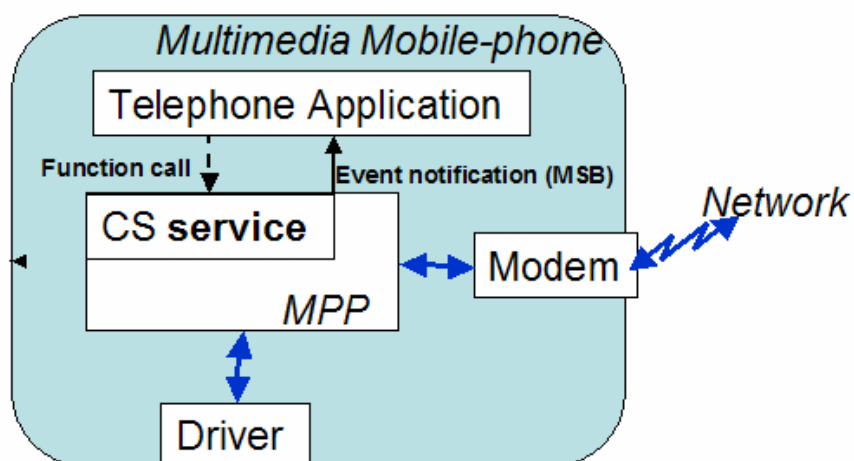 Multimedia Mobile-phone
Telephone Application
Function call
Event notification (MSB)
CS service
Network
Modem
MPP
Driver